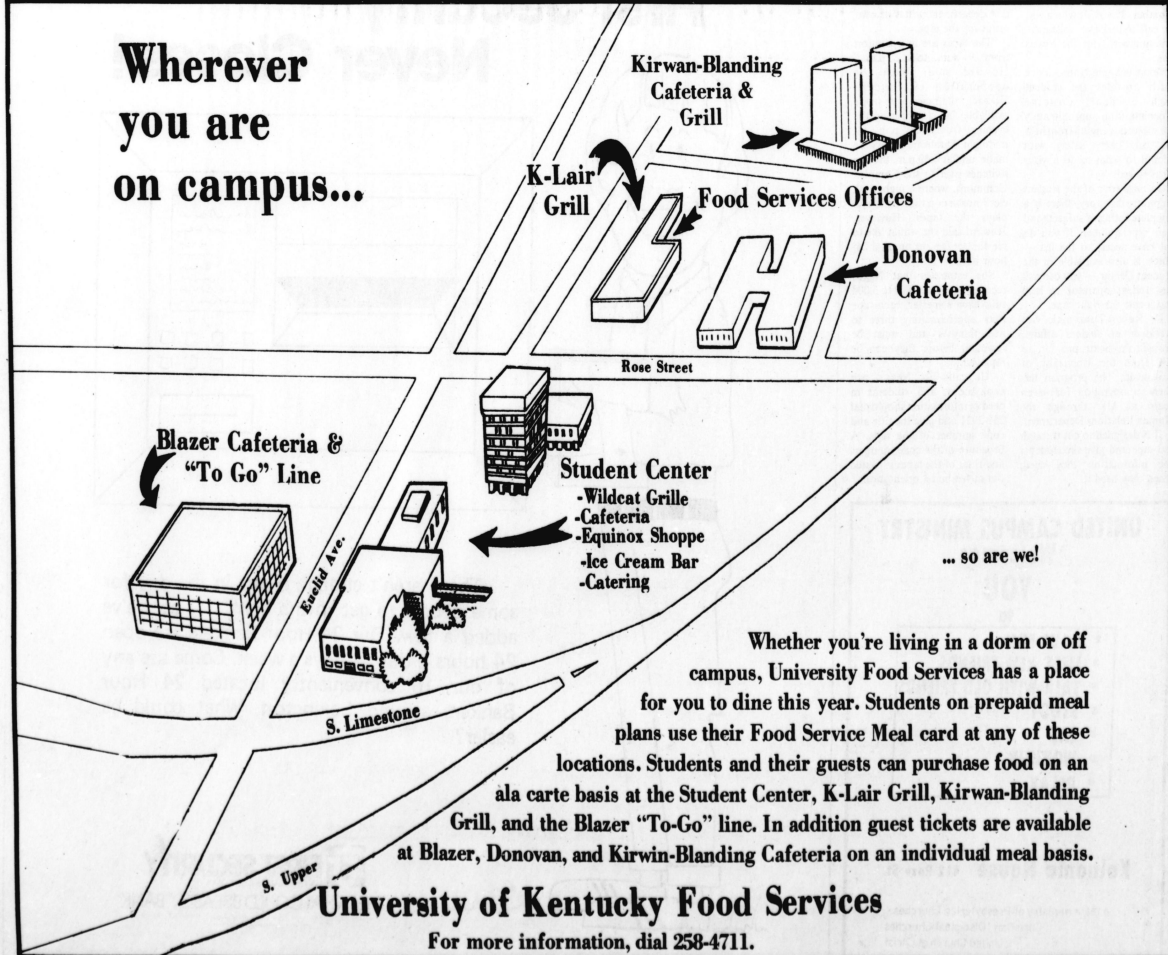 Wherever
you are
on campus...
Kirwan-Blanding
Cafeteria &
Grill
K-Lair
Grill
Food Services Offices
Donovan
Cafeteria
Rose Street
Blazer Cafeteria &
“To Go” Line
Euclid Ave.
Student Center
-Wildcat Grille
-Cafeteria
-Equinox Shoppe
-Ice Cream Bar
-Catering
S. Limestone
S. Upper
... so are we!
Whether you're living in a dorm or off
campus, University Food Services has a place
for you to dine this year. Students on prepaid meal
plans use their Food Service Meal card at any of these
locations. Students and their guests can purchase food on an
ala carte basis at the Student Center, K-Lair Grill, Kirwan-Blanding
Grill, and the Blazer “To-Go” line. In addition guest tickets are available
at Blazer, Donovan, and Kirwin-Blanding Cafeteria on an individual meal basis.
University of Kentucky Food Services
For more information, dial 258-4711.